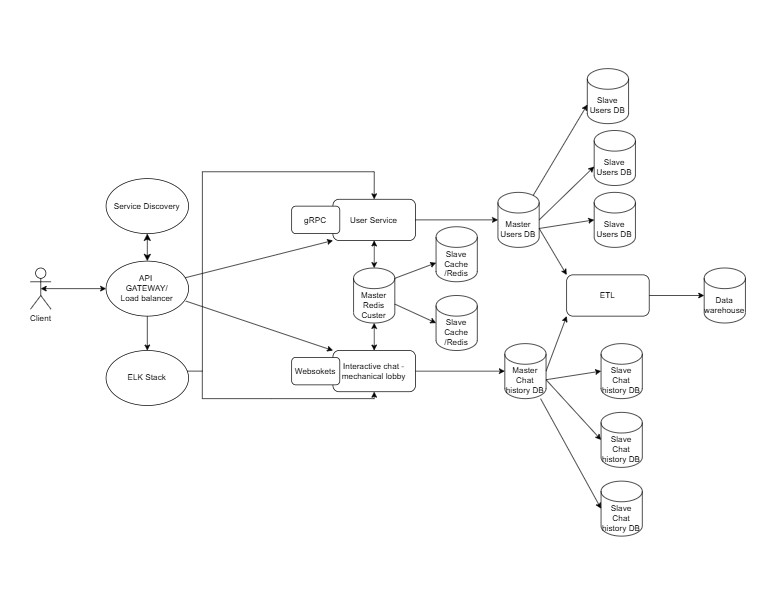 Slave
Users DB
Slave
Users DB
Service Discovery
gRPC
User Service
Master
Users DB
Slave
Users DB
Slave
Cache
/Redis
API
GATEWAY/
Load balancer
Client
Master
Redis
Custer
ETL
Data
warehouse
Slave
Cache
/Redis
ELK Stack
Websokets
Interactive chat -
mechanical lobby
Master
Chat
history DB
Slave
Chat
history DB
Slave
Chat
history DB
Slave
Chat
history DB